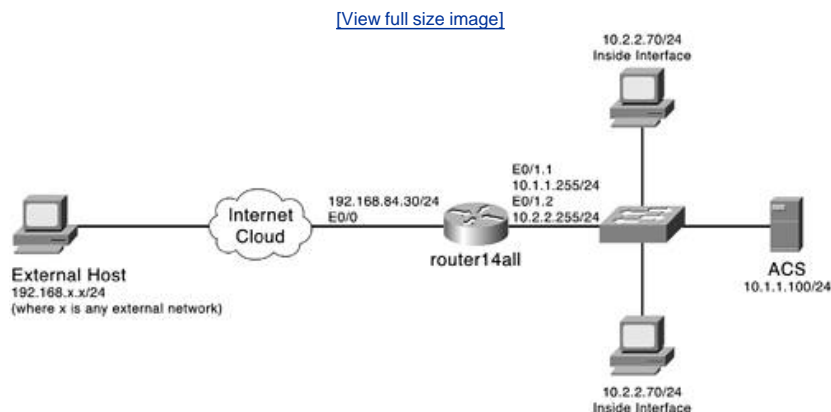 [View full size image]
10.2.2.70/24
Inside Interface
E0/1.1
10.1.1.255/24
E0/1.2
10.2.2.255/24
192.168.84.30/24
E0/0
Internet
Cloud
router14all
External Host
192.168.x.x/24
(where x is any external network)
ACS
10.1.1.100/24
10.2.2.70/24
Inside Interface